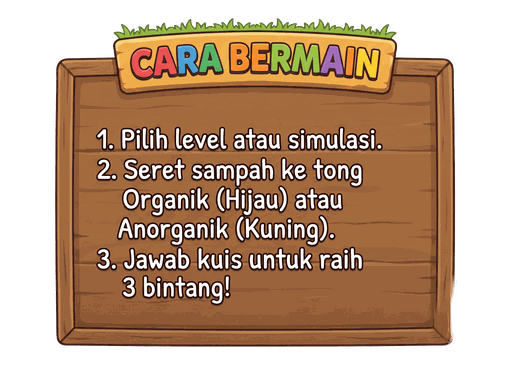 CARA BERMAIN
1. Pilih level atau simulasi.
2. Seret sampah ke tong
Organik (Hijau) atau
Anorganik (Kuning).
3. Jawab kuis untuk raih
3 bintang!